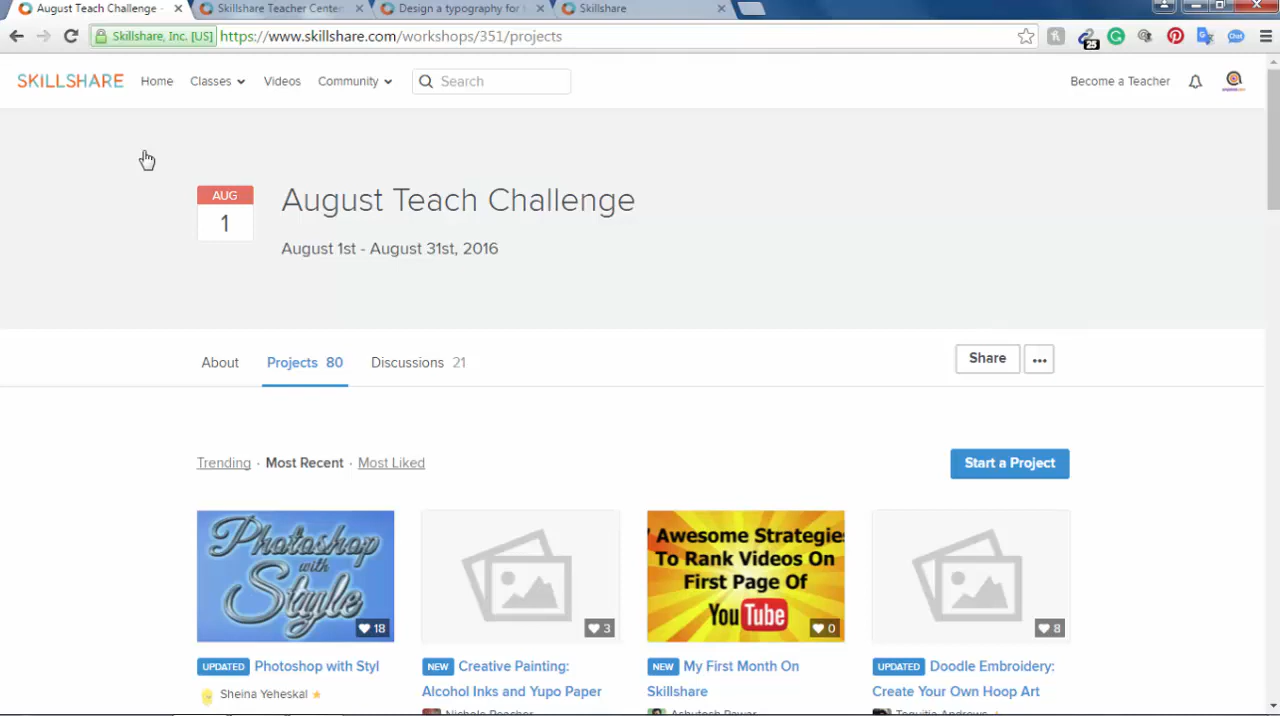 August Teach Challenge -
Skillshare Teacher Center
Design a typography for
Skillshare
Skillshare, Inc. [US]
https://www.skillshare.com/workshops/351/projects
25
SKILLSHARE
Home
Classes
Videos
Community
Search
Become a Teacher
AUG
1
August Teach Challenge
August 1st - August 31st, 2016
About
Projects 80
Discussions 21
Share
...
Trending · Most Recent · Most Liked
Start a Project
Photoshop
with
Style
18
3
Awesome Strategies
To Rank Videos On
First Page Of
YouTube
0
8
UPDATED Photoshop with Styl
Sheina Yeheskal
NEW Creative Painting:
Alcohol Inks and Yupo Paper
NEW My First Month On
Skillshare
UPDATED Doodle Embroidery:
Create Your Own Hoop Art